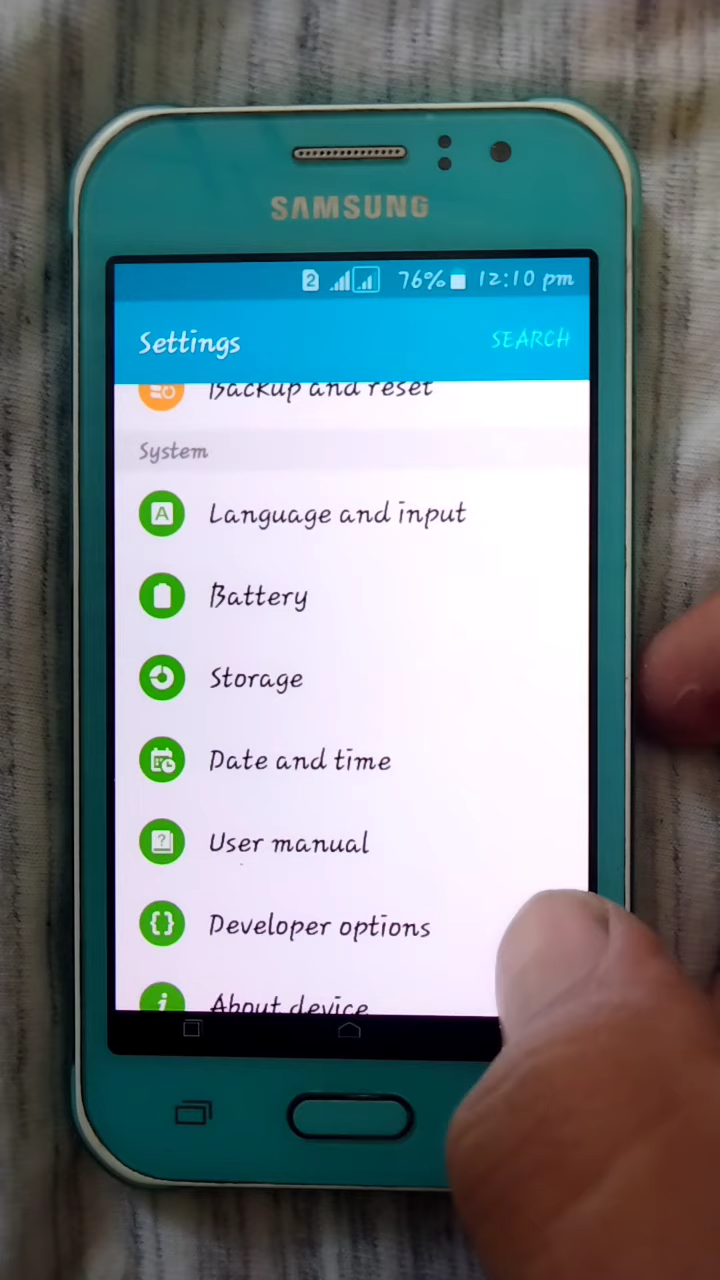 SAMSUNG
2 76% 12:10 pm
Settings SEARCH
Backup and reset
System
A Language and input
Battery
Storage
Date and time
? User manual
{} Developer options
i About device